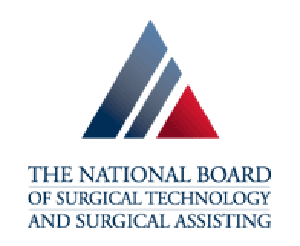 THE NATIONAL BOARD
OF SURGICAL TECHNOLOGY
AND SURGICAL ASSISTING